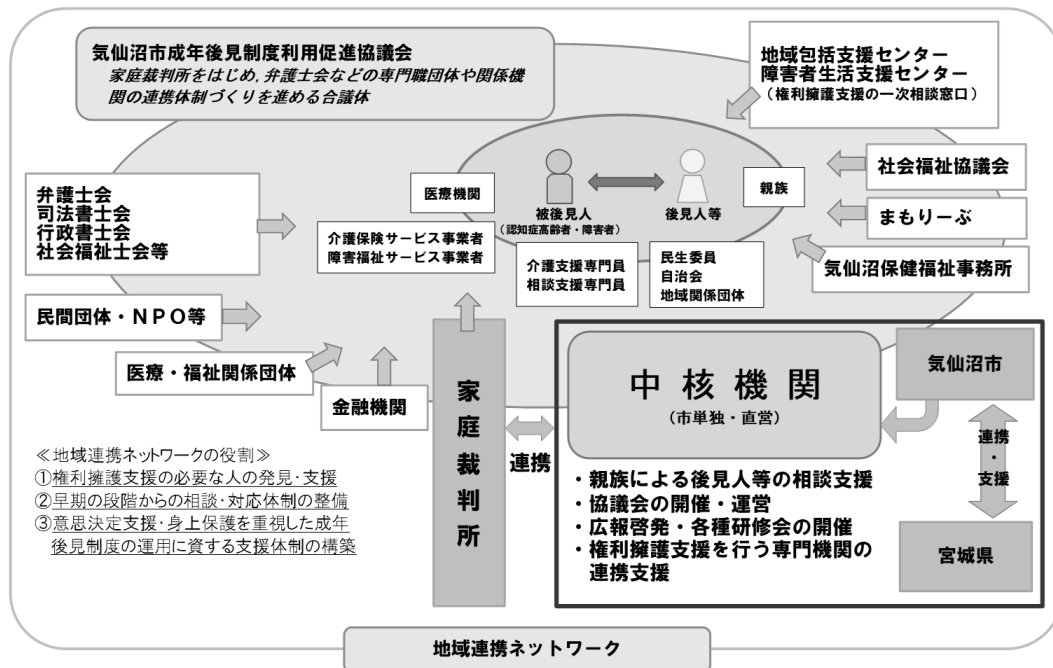 気仙沼市成年後見制度利用促進協議会
家庭裁判所をはじめ,弁護士会などの専門職団体や関係機
関の連携体制づくりを進める合議体
地域包括支援センター
障害者生活支援センター
(権利擁護支援の一次相談窓口)
弁護士会
司法書士会
行政書士会
社会福祉士会等
医療機関
被後見人
(認知症高齢者・障害者)
後見人等
親族
社会福祉協議会
まもりーぶ
気仙沼保健福祉事務所
介護保険サービス事業者
障害福祉サービス事業者
介護支援専門員
相談支援専門員
民生委員
自治会
地域関係団体
民間団体・NPO等
医療・福祉関係団体
金融機関
家庭裁判所
連携
中核機関
(市単独・直営)
・親族による後見人等の相談支援
・協議会の開催・運営
・広報啓発・各種研修会の開催
・権利擁護支援を行う専門機関の
連携支援
気仙沼市
連携・支援
宮城県
≪地域連携ネットワークの役割≫
①権利擁護支援の必要な人の発見・支援
②早期の段階からの相談・対応体制の整備
③意思決定支援・身上保護を重視した成年
後見制度の運用に資する支援体制の構築
地域連携ネットワーク